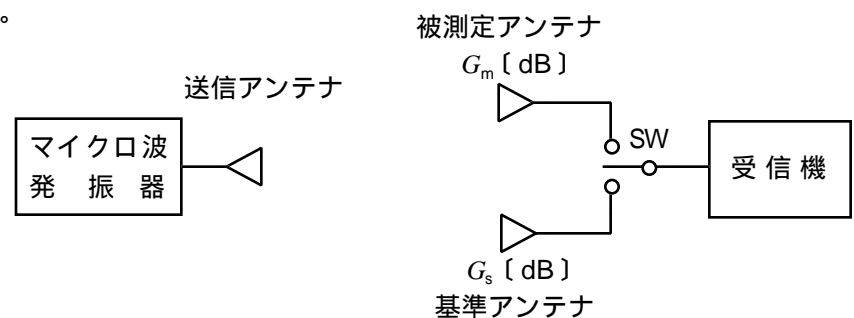 。
被測定アンテナ
Gm〔dB〕
送信アンテナ
マイクロ波
発振器
SW
受信機
Gs〔dB〕
基準アンテナ